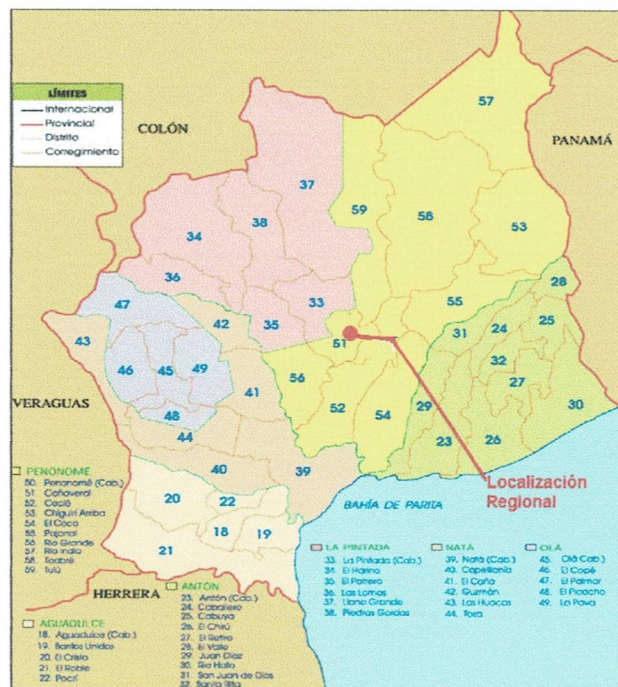 LÍMITES
Internacional
Provincial
Distrito
Corregimiento
COLÓN
PANAMÁ
VERAGUAS
HERRERA
57
37
59
58
38
53
34
36
47
33
55
28
42
35
43
51
31
24
25
46
45
49
32
41
56
27
48
52
54
29
30
44
23
26
40
39
20
22
18
19
21
Localización
Regional
BAHÍA DE PARITA
PENONOMÉ
50. Penonomé (Cab.)
51. Cañaveral
52. Coclé
53. Chiguirí Arriba
54. El Coco
55. Pajonal
56. Río Grande
57. Río Indio
58. Toabré
59. Tulú
AGUADULCE
18. Aguadulce (Cab.)
19. Barrios Unidos
20. El Cristo
21. El Roble
22. Pocrí
ANTÓN
23. Antón (Cab.)
24. Caballero
25. Cabuya
26. El Chirú
27. El Retiro
28. El Valle
29. Juan Díaz
30. Río Hato
31. San Juan de Dios
32. Santa Rita
LA PINTADA
33. La Pintada (Cab.)
34. El Harino
35. El Potrero
36. Las Lomas
37. Llano Grande
38. Piedras Gordas
NATÁ
39. Natá (Cab.)
40. Capellanía
41. El Caño
42. Guzmán
43. Las Huacas
44. Toza
OLÁ
45. Olá Cab.)
46. El Copé
47. El Palmar
48. El Picacho
49. La Pava